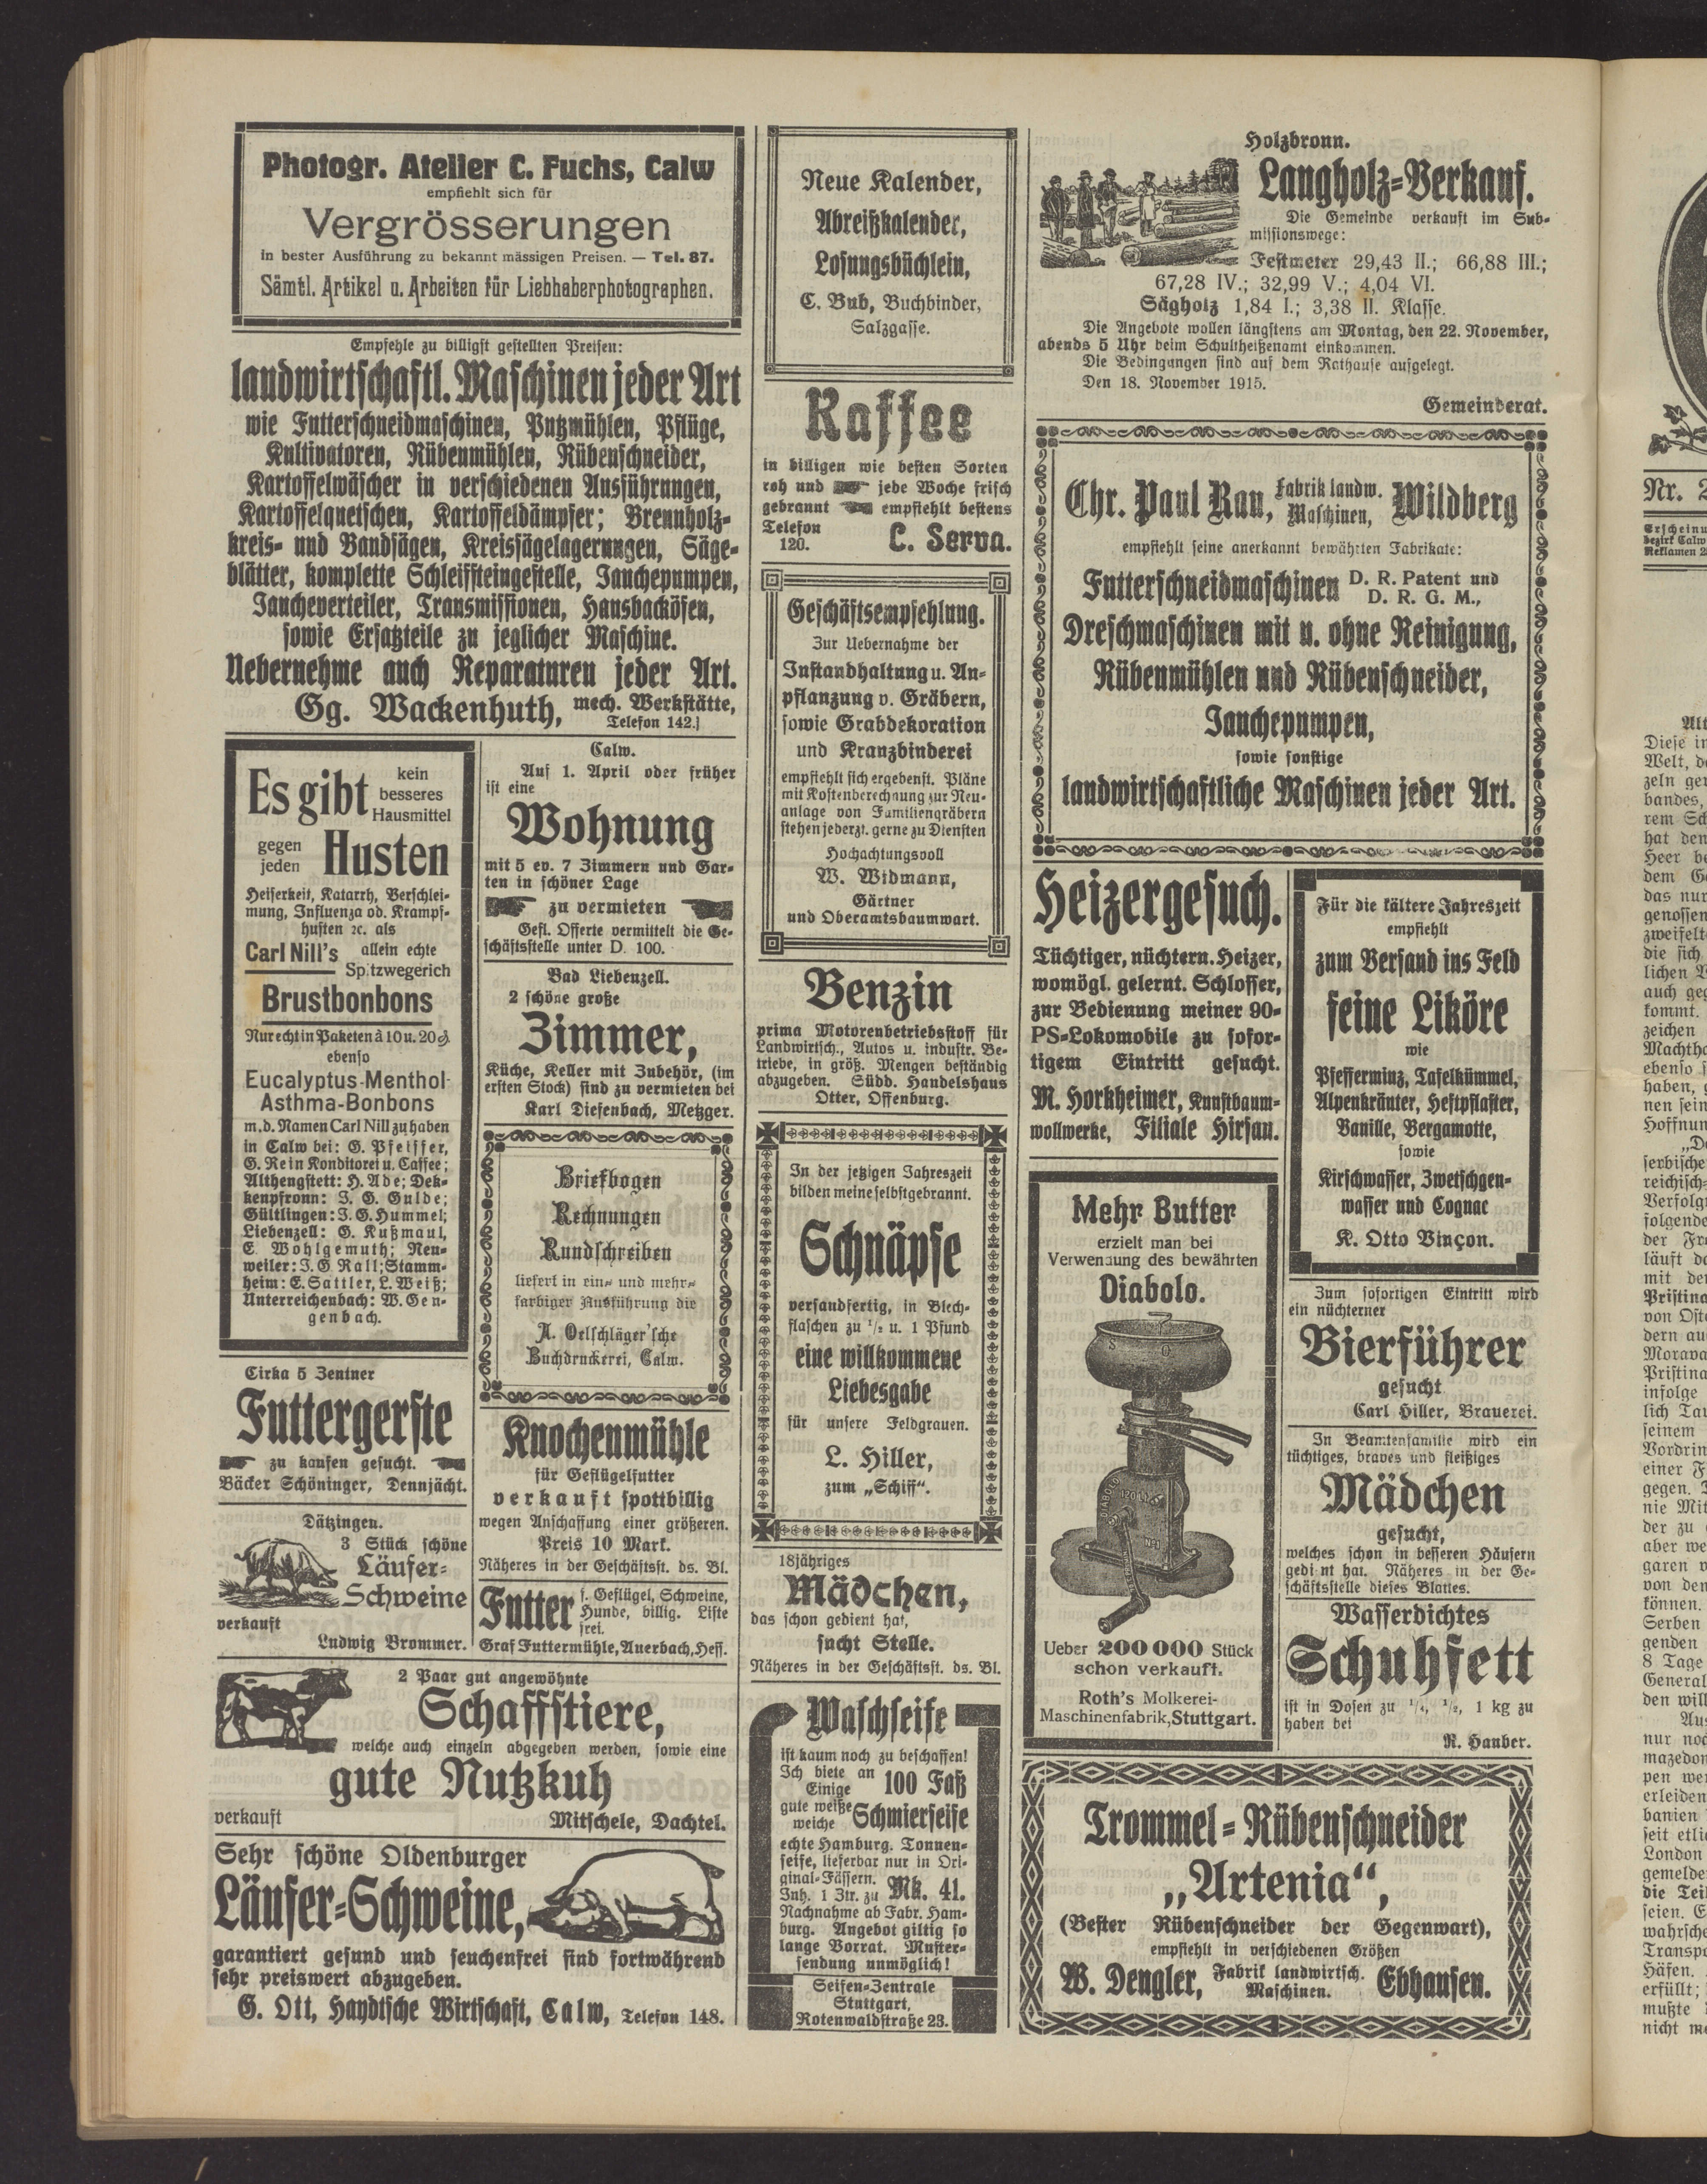 Photogr. Atelier C. Fuchs, Calw
empfiehlt sich für
Vergrösserungen
in bester Ausführung zu bekannt mässigen Preisen. — Tel. 87.
Sämtl. Artikel u. Arbeiten für Liebhaberphotographen.
Empfehle zu billigst gestellten Preisen:
landwirtschaftl. Maschinen jeder Art
wie Futterschneidmaschinen, Putzmühlen, Pflüge,
Kultivatoren, Rübenmühlen, Rübenschneider,
Kartoffelwäscher in verschiedenen Ausführungen,
Kartoffelquetschen, Kartoffeldämpfer; Brennholz-
kreis- und Bandsägen, Kreissägelagerungen, Säge-
blätter, komplette Schleifsteingestelle, Jauchepumpen,
Jaucheverteiler, Transmissionen, Hausbacköfen,
sowie Ersatzteile zu jeglicher Maschine.
Uebernehme auch Reparaturen jeder Art.
Gg. Wackenhuth, mech. Werkstätte,
Telefon 142.]
Es gibt kein
besseres
Hausmittel
gegen
jeden Husten
Heiserkeit, Katarrh, Verschlei-
mung, Influenza od. Krampf-
husten ꝛc. als
Carl Nill's allein echte
Spitzwegerich
Brustbonbons
Nur echt in Paketen à 10 u. 20 ₰
ebenso
Eucalyptus-Menthol-
Asthma-Bonbons
m. d. Namen Carl Nill zu haben
in Calw bei: G. Pfeiffer,
G. Rein Konditorei u. Caffee;
Althengstett: H. Ade; Dek-
kenpfronn: J. G. Gulde;
Gültlingen: J. G. Hummel;
Liebenzell: G. Kußmaul,
E. Wohlgemuth; Neu-
weiler: J. G. Rall; Stamm-
heim: E. Sattler, L. Weiß;
Unterreichenbach: W. Gen-
genbach.
Cirka 5 Zentner
Futtergerste
zu kaufen gesucht.
Bäcker Schöninger, Dennjächt.
Dätzingen.
3 Stück schöne
Läufer-
Schweine
verkauft
Ludwig Brommer.
Calw.
Auf 1. April oder früher
ist eine
Wohnung
mit 5 ev. 7 Zimmern und Gar-
ten in schöner Lage
zu vermieten
Gefl. Offerte vermittelt die Ge-
schäftsstelle unter D. 100.
Bad Liebenzell.
2 schöne große
Zimmer,
Küche, Keller mit Zubehör, (im
ersten Stock) sind zu vermieten bei
Karl Diefenbach, Metzger.
Briefbogen
Rechnungen
Rundschreiben
liefert in ein- und mehr-
farbiger Ausführung die
A. Oelschläger'sche
Buchdruckerei, Calw.
Knochenmühle
für Geflügelfutter
verkauft spottbillig
wegen Anschaffung einer größeren.
Preis 10 Mark.
Näheres in der Geschäftsst. ds. Bl.
Futter f. Geflügel, Schweine,
Hunde, billig. Liste
frei.
Graf Futtermühle, Auerbach, Hess.
2 Paar gut angewöhnte
Schaffstiere,
welche auch einzeln abgegeben werden, sowie eine
gute Nutzkuh
verkauft Mitschele, Dachtel.
Sehr schöne Oldenburger
Läufer-Schweine,
garantiert gesund und seuchenfrei sind fortwährend
sehr preiswert abzugeben.
G. Ott, Haydtsche Wirtschaft, Calw, Telefon 148.
Neue Kalender,
Abreißkalender,
Losungsbüchlein,
C. Bub, Buchbinder,
Salzgasse.
Kaffee
in billigen wie besten Sorten
roh und jede Woche frisch
gebrannt empfiehlt bestens
Telefon
120. C. Serva.
Geschäftsempfehlung.
Zur Uebernahme der
Instandhaltung u. An-
pflanzung v. Gräbern,
sowie Grabdekoration
und Kranzbinderei
empfiehlt sich ergebenst. Pläne
mit Kostenberechnung zur Neu-
anlage von Familiengräbern
stehen jederzt. gerne zu Diensten
Hochachtungsvoll
W. Widmann,
Gärtner
und Oberamtsbaumwart.
Benzin
prima Motorenbetriebsstoff für
Landwirtsch., Autos u. industr. Be-
triebe, in größ. Mengen beständig
abzugeben. Südd. Handelshaus
Otter, Offenburg.
In der jetzigen Jahreszeit
bilden meine selbstgebrannt.
Schnäpse
versandfertig, in Blech-
flaschen zu 1/2 u. 1 Pfund
eine willkommene
Liebesgabe
für unsere Feldgrauen.
L. Hiller,
zum „Schiff“.
18jähriges
Mädchen,
das schon gedient hat,
sucht Stelle.
Näheres in der Geschäftsst. ds. Bl.
Waschseife
ist kaum noch zu beschaffen!
Ich biete an 100 Faß
Einige
gute weiße Schmierseife
weiche
echte Hamburg. Tonnen-
seife, lieferbar nur in Ori-
ginal-Fässern.
Inh. 1 Ztr. zu Mk. 41.
Nachnahme ab Fabr. Ham-
burg. Angebot giltig so
lange Vorrat. Muster-
sendung unmöglich!
Seifen-Zentrale
Stuttgart,
Rotenwaldstraße 23.
Holzbronn.
Langholz-Verkauf.
Die Gemeinde verkauft im Sub-
missionswege:
Festmeter 29,43 II.; 66,88 III.;
67,28 IV.; 32,99 V.; 4,04 VI.
Sägholz 1,84 I.; 3,38 II. Klasse.
Die Angebote wollen längstens am Montag, den 22. November,
abends 5 Uhr beim Schultheißenamt einkommen.
Die Bedingungen sind auf dem Rathause aufgelegt.
Den 18. November 1915.
Gemeinderat.
Chr. Paul Rau, Fabrik landw.
Maschinen, Wildberg
empfiehlt seine anerkannt bewährten Fabrikate:
Futterschneidmaschinen D. R. Patent und
D. R. G. M.,
Dreschmaschinen mit u. ohne Reinigung,
Rübenmühlen und Rübenschneider,
Jauchepumpen,
sowie sonstige
landwirtschaftliche Maschinen jeder Art.
Heizergesuch.
Tüchtiger, nüchtern. Heizer,
womögl. gelernt. Schlosser,
zur Bedienung meiner 90-
PS-Lokomobile zu sofor-
tigem Eintritt gesucht.
M. Horkheimer, Kunstbaum-
wollwerke, Filiale Hirsau.
Mehr Butter
erzielt man bei
Verwendung des bewährten
Diabolo.
DIABOLO
120 Ltr
No 1
Ueber 200000 Stück
schon verkauft.
Roth's Molkerei-
Maschinenfabrik, Stuttgart.
Für die kältere Jahreszeit
empfiehlt
zum Versand ins Feld
feine Liköre
wie
Pfefferminz, Tafelkümmel,
Alpenkräuter, Heftpflaster,
Vanille, Bergamotte,
sowie
Kirschwasser, Zwetschgen-
wasser und Cognac
K. Otto Vinçon.
Zum sofortigen Eintritt wird
ein nüchterner
Bierführer
gesucht
Carl Hiller, Brauerei.
In Beamtenfamilie wird ein
tüchtiges, braves und fleißiges
Mädchen
gesucht,
welches schon in besseren Häusern
gedi nt hat. Näheres in der Ge-
schäftsstelle dieses Blattes.
Wasserdichtes
Schuhfett
ist in Dosen zu 1/4, 1/2, 1 kg zu
haben bei
R. Hauber.
Trommel-Rübenschneider
„Artenia“,
(Bester Rübenschneider der Gegenwart),
empfiehlt in verschiedenen Größen
W. Dengler, Fabrik landwirtsch.
Maschinen. Ebhausen.
Nr. 2